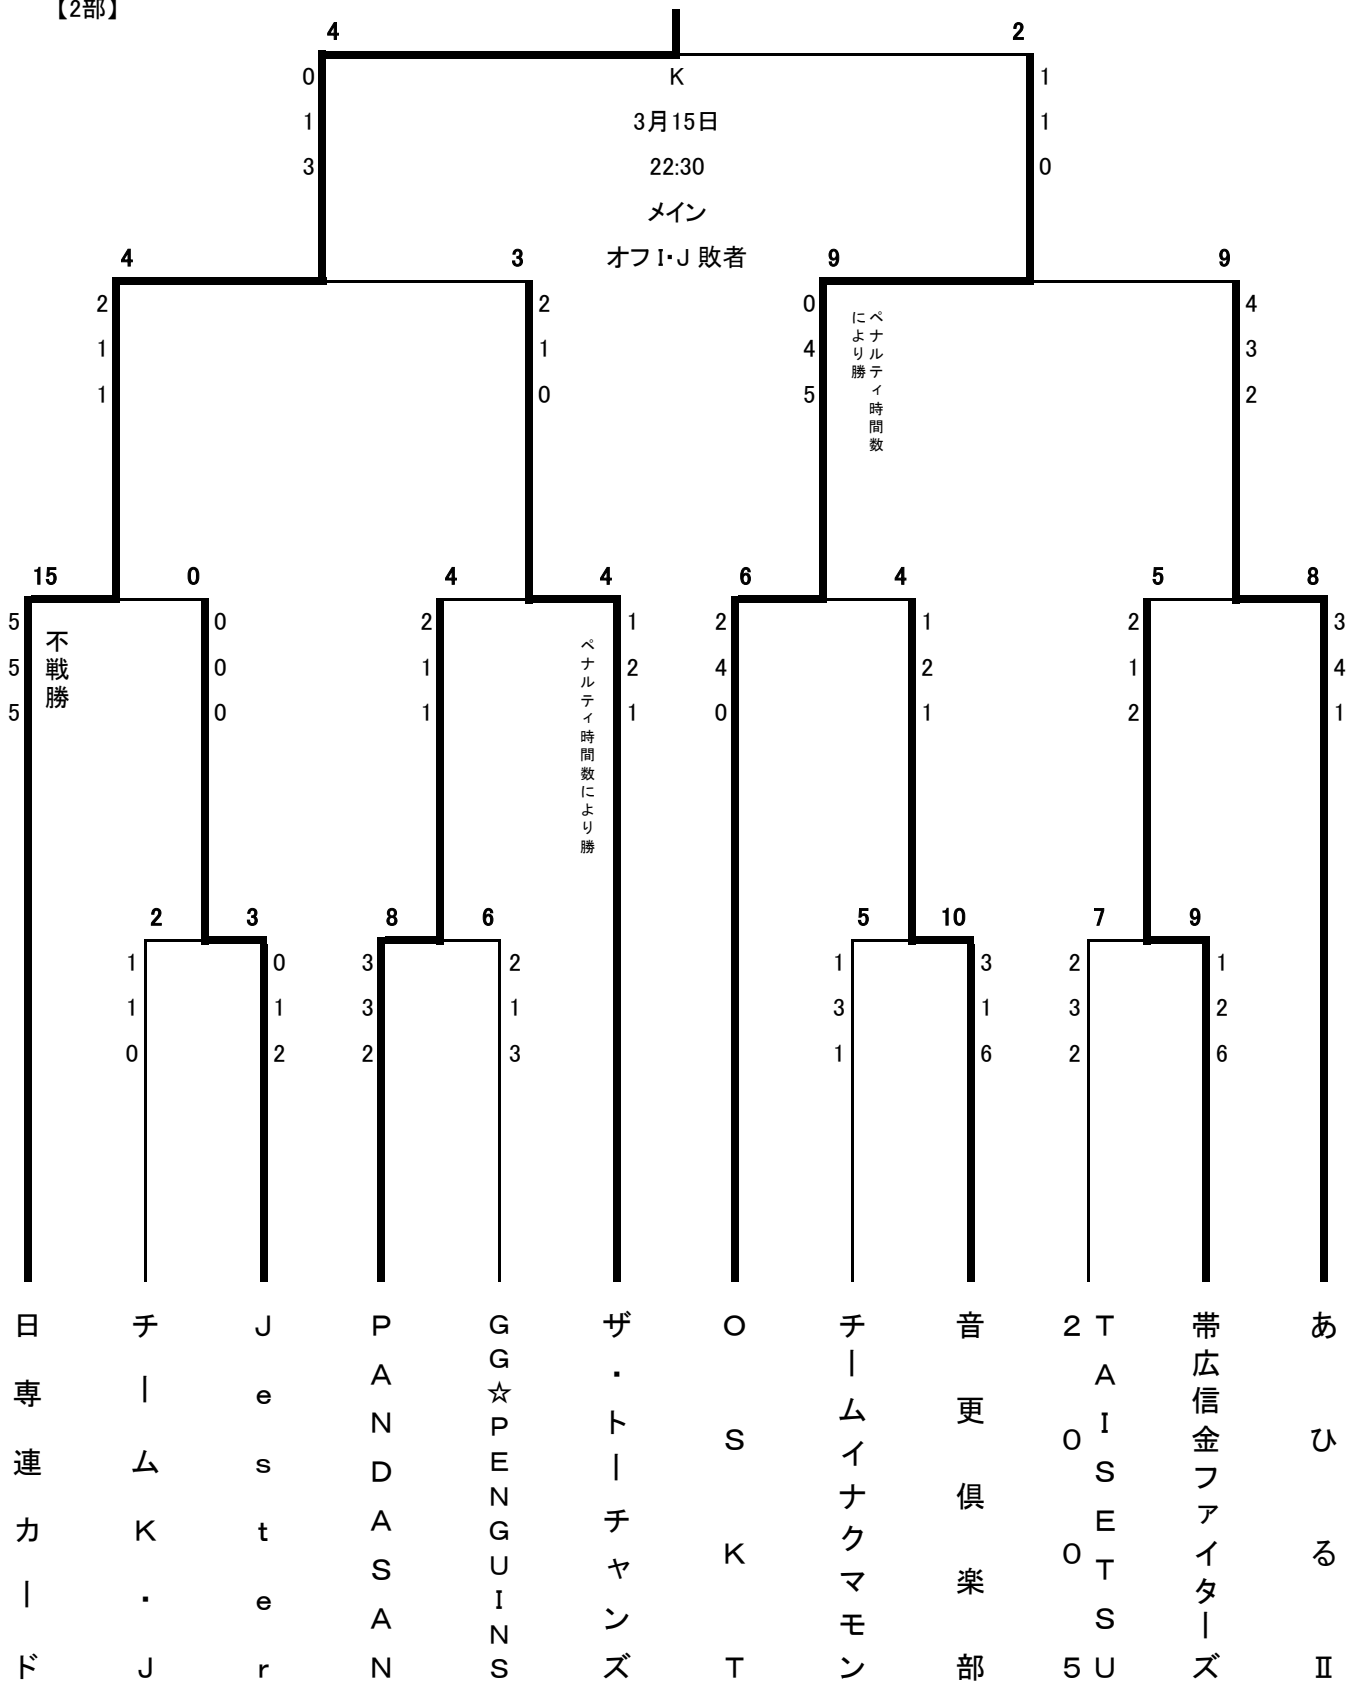 【2部】
4 2
0 K 1
1 3月15日 1
3 22:30 0
メイン
オフ I・J 敗者
4 3 9 9
2 2 0 4
1 1 4 3
1 0 5 2
ペナルティ時間数
により勝
15 0 4 4 6 4 5 8
5 0 2 1 2 1 2 3
5 0 1 2 4 2 1 4
5 0 1 1 0 1 2 1
不戦勝
ペナルティ時間数により勝
2 3 8 6 5 10 7 9
1 0 3 2 1 3 2 1
1 1 3 1 3 1 3 2
0 2 2 3 1 6 2 6
日専連カード
チームK・J
Jester
PANDASAN
GG☆PENGUINS
ザ・トーチャンズ
OSKT
チームイナクマモン
音更倶楽部
TAISETSU
2005
帯広信金ファイターズ
あひるⅡ